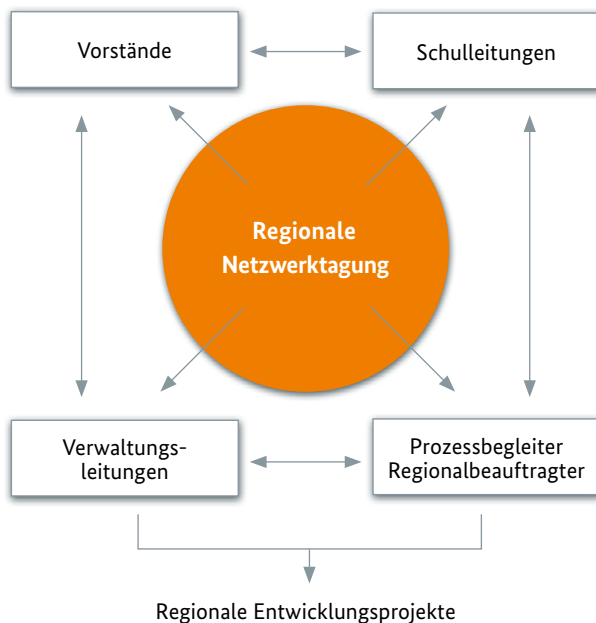 Vorstände
Schulleitungen
Regionale
Netzwerktagung
Verwaltungs-
leitungen
Prozessbegleiter
Regionalbeauftragter
Regionale Entwicklungsprojekte